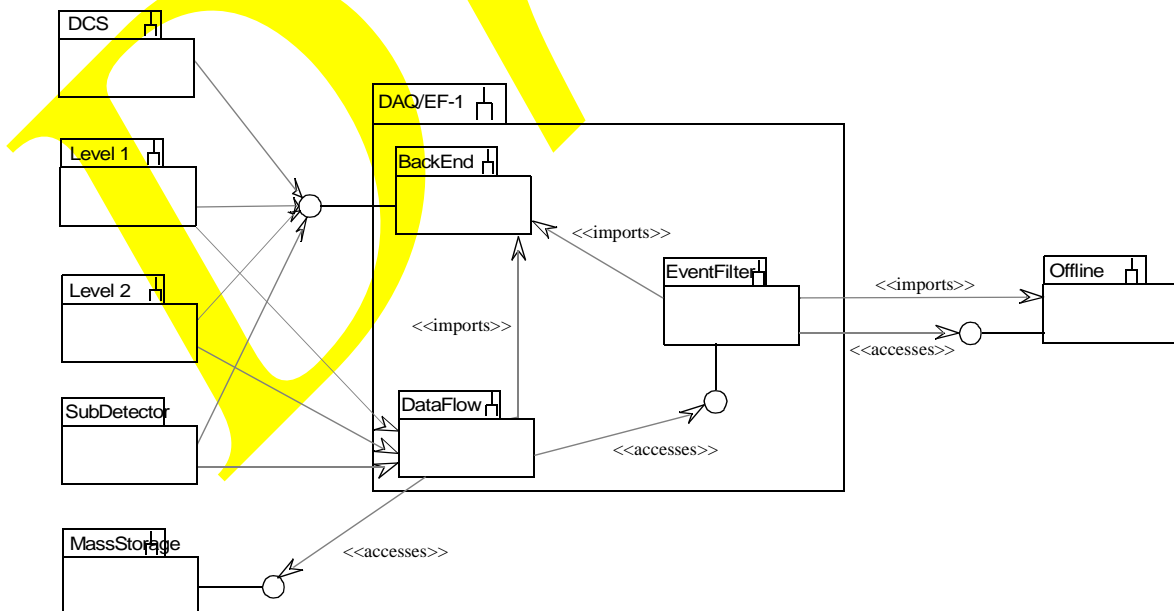 DCS
DAQ/EF-1
Level 1
BackEnd
<<imports>>
EventFilter
Offline
Level 2
<<imports>>
<<imports>>
<<accesses>>
SubDetector
DataFlow
<<accesses>>
MassStorage
<<accesses>>